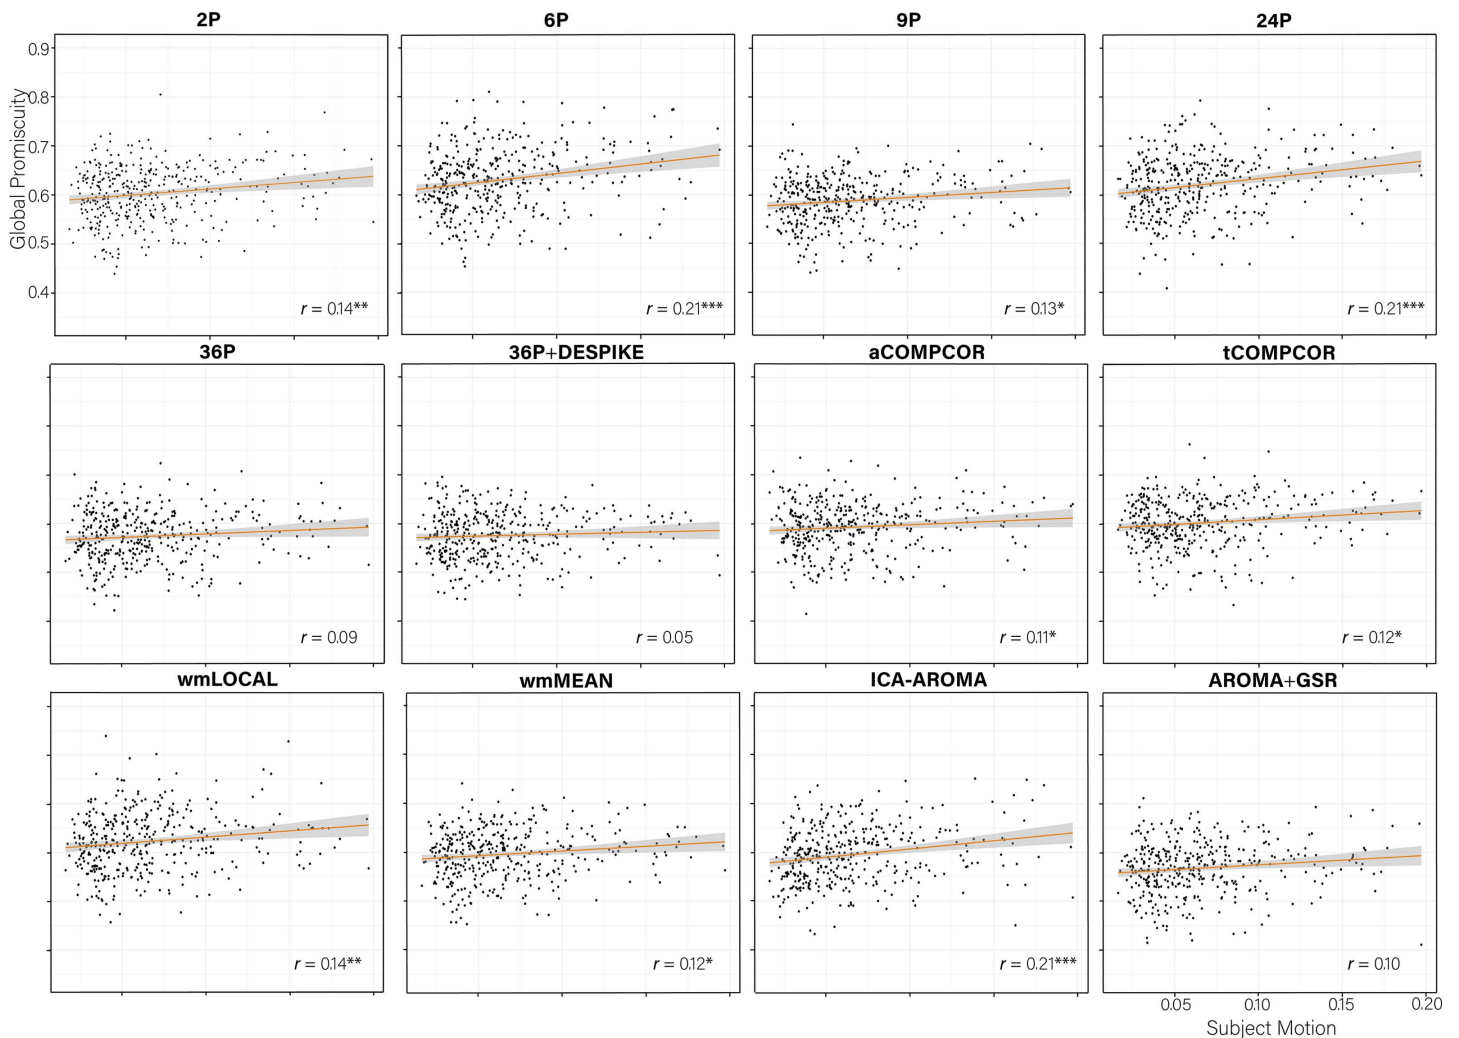 2P 6P 9P 24P
Global Promiscuity
0.9
0.8
0.7
0.6
0.5
0.4
r = 0.14** r = 0.21*** r = 0.13* r = 0.21***
36P 36P+DESPIKE aCOMPCOR tCOMPCOR
r = 0.09 r = 0.05 r = 0.11* r = 0.12*
wmLOCAL wmMEAN ICA-AROMA AROMA+GSR
r = 0.14** r = 0.12* r = 0.21*** r = 0.10
0.05 0.10 0.15 0.20
Subject Motion